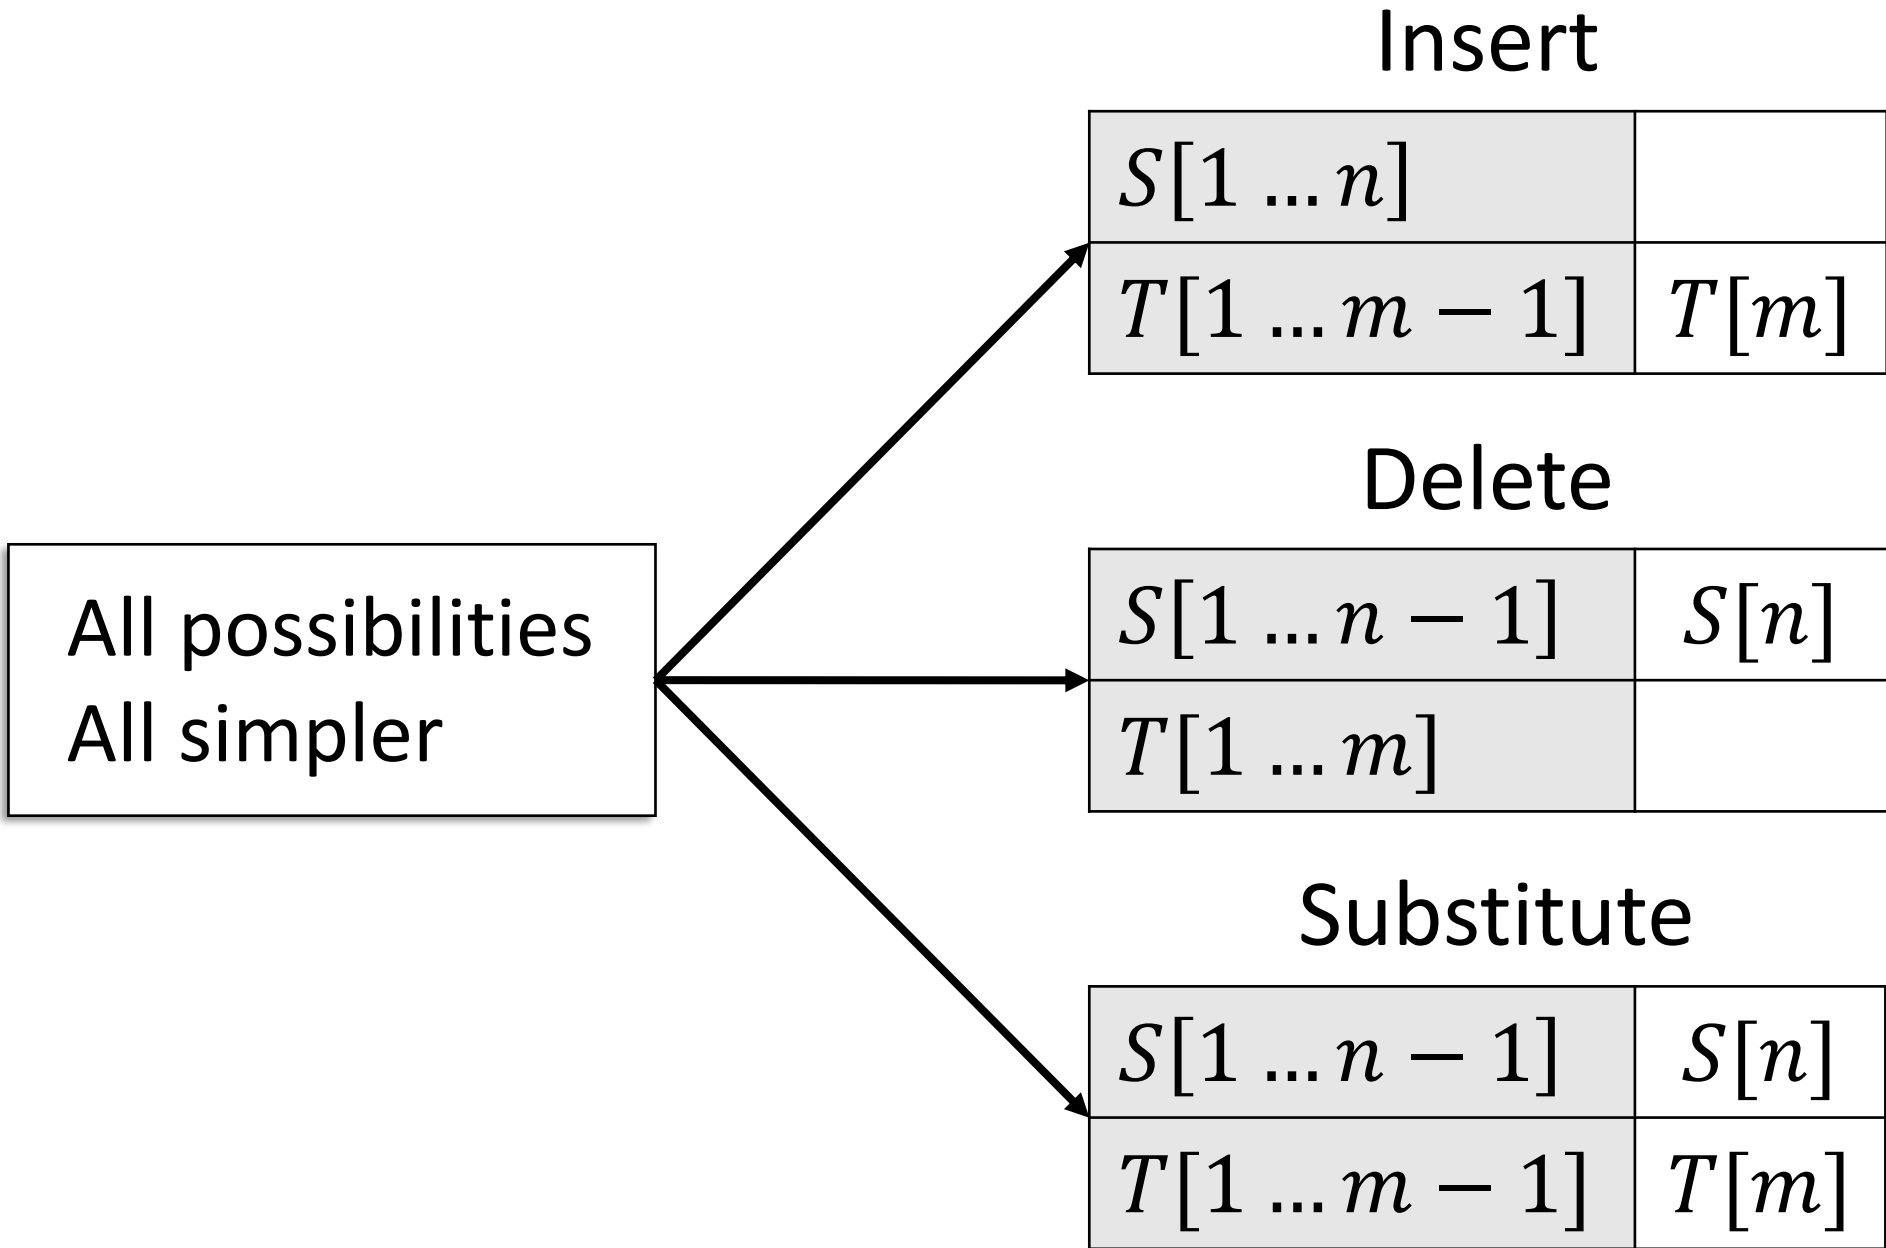 All possibilities
All simpler
Insert
S[1 … n]
T[1 … m − 1] T[m]
Delete
S[1 … n − 1] S[n]
T[1 … m]
Substitute
S[1 … n − 1] S[n]
T[1 … m − 1] T[m]